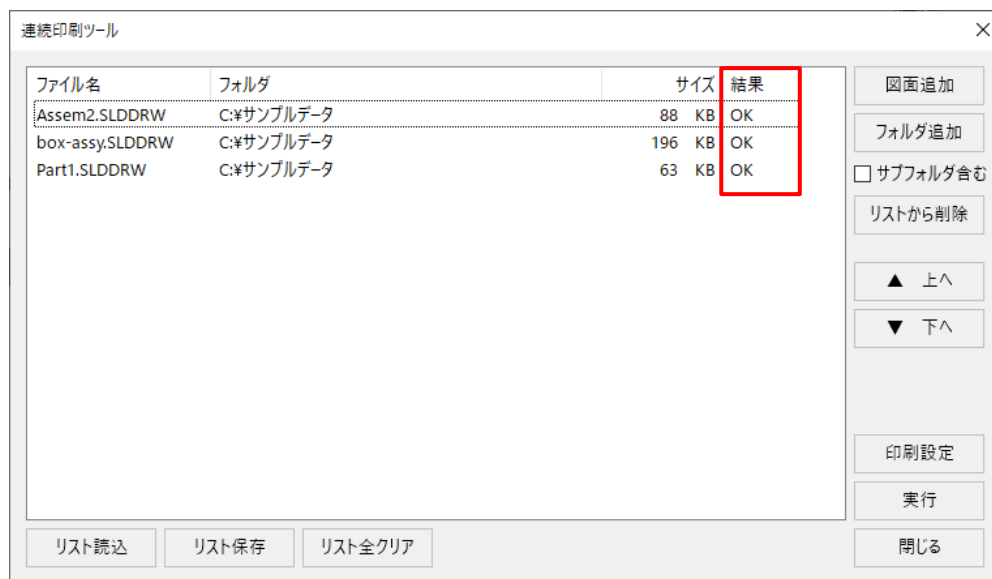 連続印刷ツール
ファイル名 フォルダ サイズ 結果
Assem2.SLDDRW C:¥サンプルデータ 88 KB OK
box-assy.SLDDRW C:¥サンプルデータ 196 KB OK
Part1.SLDDRW C:¥サンプルデータ 63 KB OK
図面追加
フォルダ追加
サブフォルダ含む
リストから削除
▲ 上へ
▼ 下へ
印刷設定
実行
リスト読込 リスト保存 リスト全クリア 閉じる